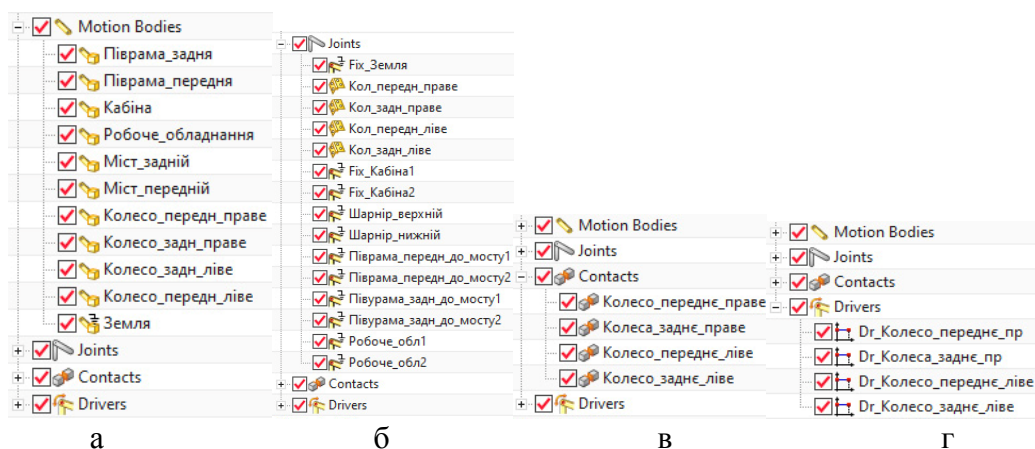 Motion Bodies
Піврама_задня
Піврама_передня
Кабіна
Робоче_обладнання
Міст_задній
Міст_передній
Колесо_передн_праве
Колесо_задн_праве
Колесо_задн_ліве
Колесо_передн_ліве
Земля
Joints
Contacts
Drivers
а
Joints
Fix_Земля
Кол_передн_праве
Кол_задн_праве
Кол_передн_ліве
Кол_задн_ліве
Fix_Кабіна1
Fix_Кабіна2
Шарнір_верхній
Шарнір_нижній
Піврама_передн_до_мосту1
Піврама_передн_до_мосту2
Півурама_задн_до_мосту1
Півурама_задн_до_мосту2
Робоче_обл1
Робоче_обл2
Contacts
Drivers
б
Motion Bodies
Joints
Contacts
Колесо_переднє_праве
Колеса_заднє_праве
Колесо_переднє_ліве
Колесо_заднє_ліве
Drivers
в
Motion Bodies
Joints
Contacts
Drivers
Dr_Колесо_переднє_пр
Dr_Колеса_заднє_пр
Dr_Колесо_переднє_ліве
Dr_Колесо_заднє_ліве
г